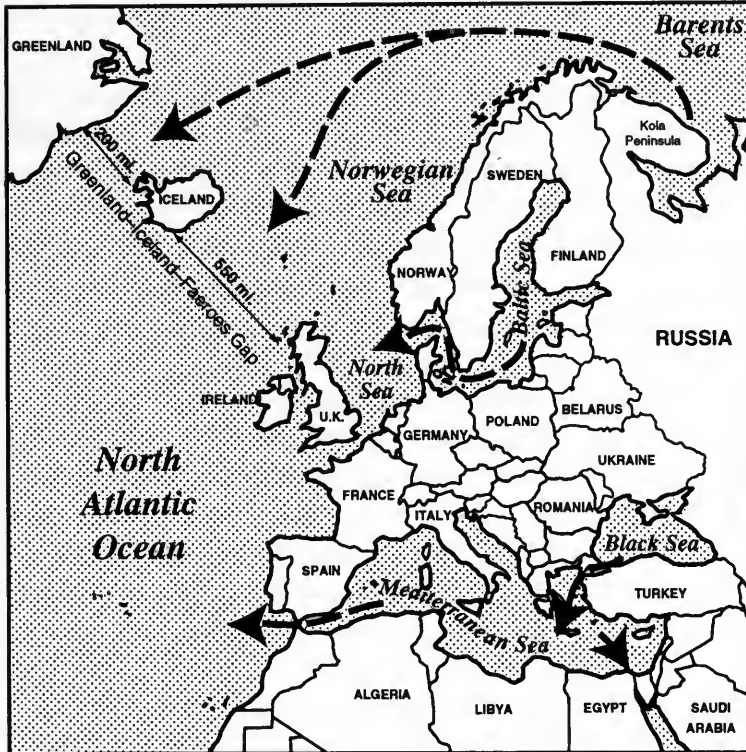 GREENLAND
Barents
Sea
Kola
Peninsula
200 mi.
Norwegian
Sea
SWEDEN
ICELAND
Greenland-Iceland-Faeroes Gap
550 mi.
NORWAY
FINLAND
Baltic Sea
RUSSIA
North
Sea
IRELAND
U.K.
BELARUS
GERMANY
POLAND
North
Atlantic
Ocean
UKRAINE
FRANCE
ITALY
ROMANIA
Black Sea
SPAIN
TURKEY
Mediterranean Sea
ALGERIA
LIBYA
EGYPT
SAUDI
ARABIA